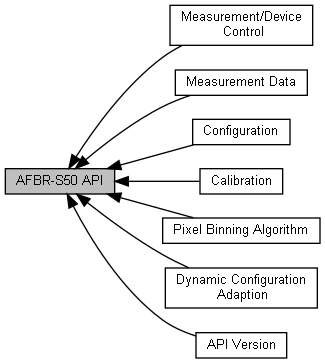 Measurement/Device
Control
Measurement Data
Configuration
AFBR-S50 API
Calibration
Pixel Binning Algorithm
Dynamic Configuration
Adaption
API Version